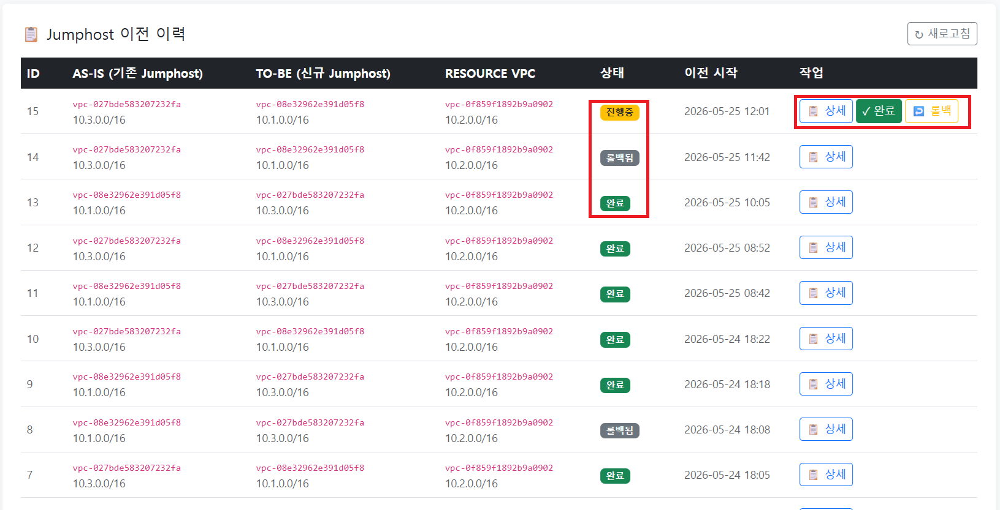 📋 Jumphost 이전 이력
↻ 새로고침
ID AS-IS (기존 Jumphost) TO-BE (신규 Jumphost) RESOURCE VPC 상태 이전 시작 작업
vpc-027bde583207232fa vpc-08e32962e391d05f8 vpc-0f859f1892b9a0902
15 진행중 2026-05-25 12:01 📋 상세 ✓ 완료 ↩ 롤백
10.3.0.0/16 10.1.0.0/16 10.2.0.0/16
vpc-027bde583207232fa vpc-08e32962e391d05f8 vpc-0f859f1892b9a0902
14 롤백됨 2026-05-25 11:42 📋 상세
10.3.0.0/16 10.1.0.0/16 10.2.0.0/16
vpc-08e32962e391d05f8 vpc-027bde583207232fa vpc-0f859f1892b9a0902
13 완료 2026-05-25 10:05 📋 상세
10.1.0.0/16 10.3.0.0/16 10.2.0.0/16
vpc-027bde583207232fa vpc-08e32962e391d05f8 vpc-0f859f1892b9a0902
12 완료 2026-05-25 08:52 📋 상세
10.3.0.0/16 10.1.0.0/16 10.2.0.0/16
vpc-08e32962e391d05f8 vpc-027bde583207232fa vpc-0f859f1892b9a0902
11 완료 2026-05-25 08:42 📋 상세
10.1.0.0/16 10.3.0.0/16 10.2.0.0/16
vpc-027bde583207232fa vpc-08e32962e391d05f8 vpc-0f859f1892b9a0902
10 완료 2026-05-24 18:22 📋 상세
10.3.0.0/16 10.1.0.0/16 10.2.0.0/16
vpc-08e32962e391d05f8 vpc-027bde583207232fa vpc-0f859f1892b9a0902
9 완료 2026-05-24 18:18 📋 상세
10.1.0.0/16 10.3.0.0/16 10.2.0.0/16
vpc-08e32962e391d05f8 vpc-027bde583207232fa vpc-0f859f1892b9a0902
8 롤백됨 2026-05-24 18:08 📋 상세
10.1.0.0/16 10.3.0.0/16 10.2.0.0/16
vpc-027bde583207232fa vpc-08e32962e391d05f8 vpc-0f859f1892b9a0902
7 완료 2026-05-24 18:05 📋 상세
10.3.0.0/16 10.1.0.0/16 10.2.0.0/16